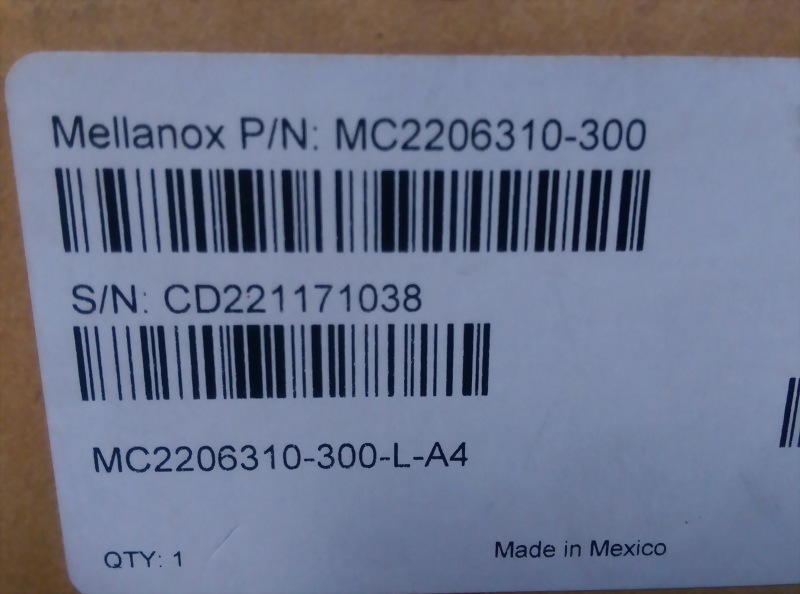 Mellanox P/N: MC2206310-300
S/N: CD221171038
MC2206310-300-L-A4
QTY: 1
Made in Mexico